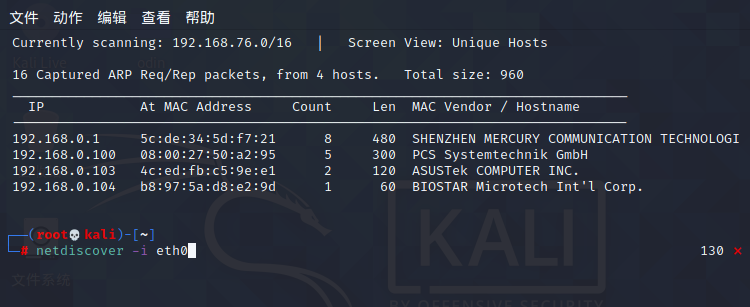 文件 动作 编辑 查看 帮助
Currently scanning: 192.168.76.0/16 | Screen View: Unique Hosts
16 Captured ARP Req/Rep packets, from 4 hosts. Total size: 960
IP At MAC Address Count Len MAC Vendor / Hostname
192.168.0.1 5c:de:34:5d:f7:21 8 480 SHENZHEN MERCURY COMMUNICATION TECHNOLOGI
192.168.0.100 08:00:27:50:a2:95 5 300 PCS Systemtechnik GmbH
192.168.0.103 4c:ed:fb:c5:9e:e1 2 120 ASUSTek COMPUTER INC.
192.168.0.104 b8:97:5a:d8:e2:9d 1 60 BIOSTAR Microtech Int'l Corp.
(root💀kali)-[~]
# netdiscover -i eth0 130 ×
KALI
文件系统
BY OFFENSIVE SECURITY